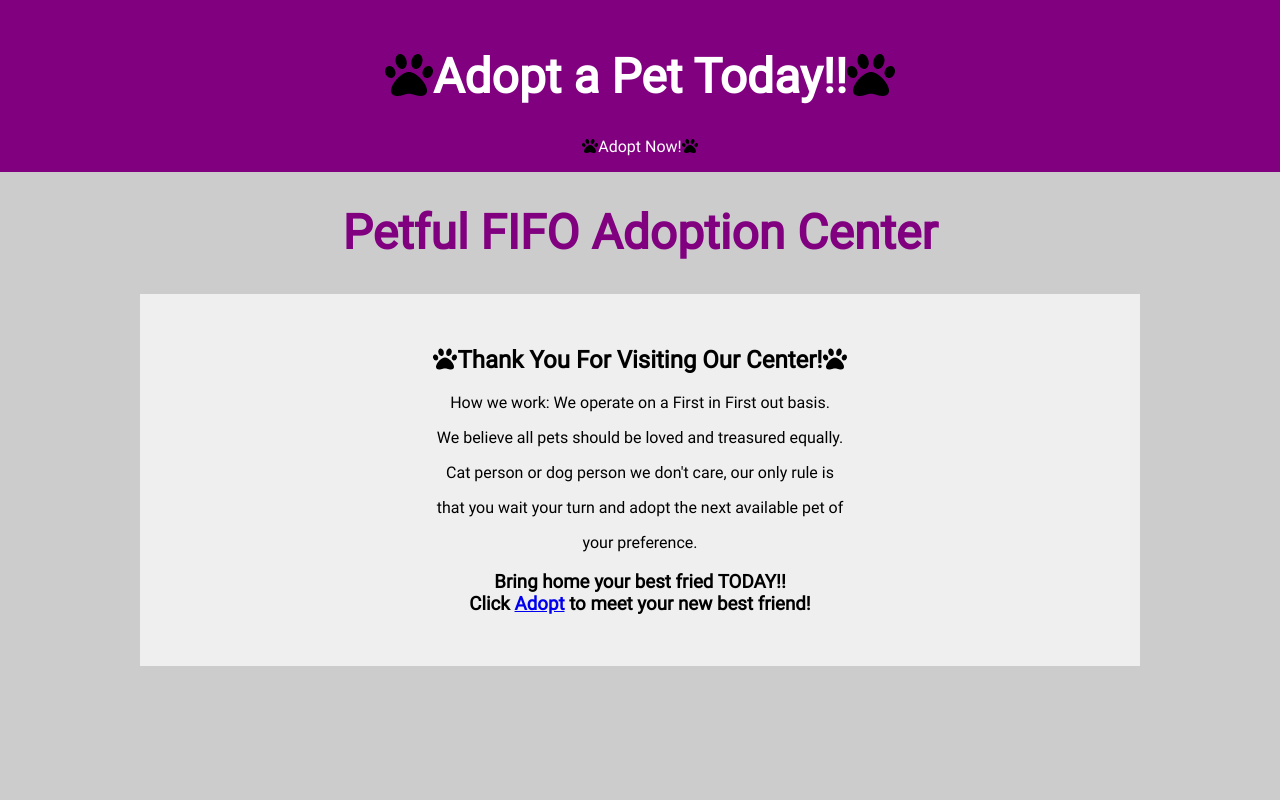 Adopt a Pet Today!!
Adopt Now!
Petful FIFO Adoption Center
Thank You For Visiting Our Center!
How we work: We operate on a First in First out basis.
We believe all pets should be loved and treasured equally.
Cat person or dog person we don't care, our only rule is
that you wait your turn and adopt the next available pet of
your preference.
Bring home your best fried TODAY!!
Click Adopt to meet your new best friend!